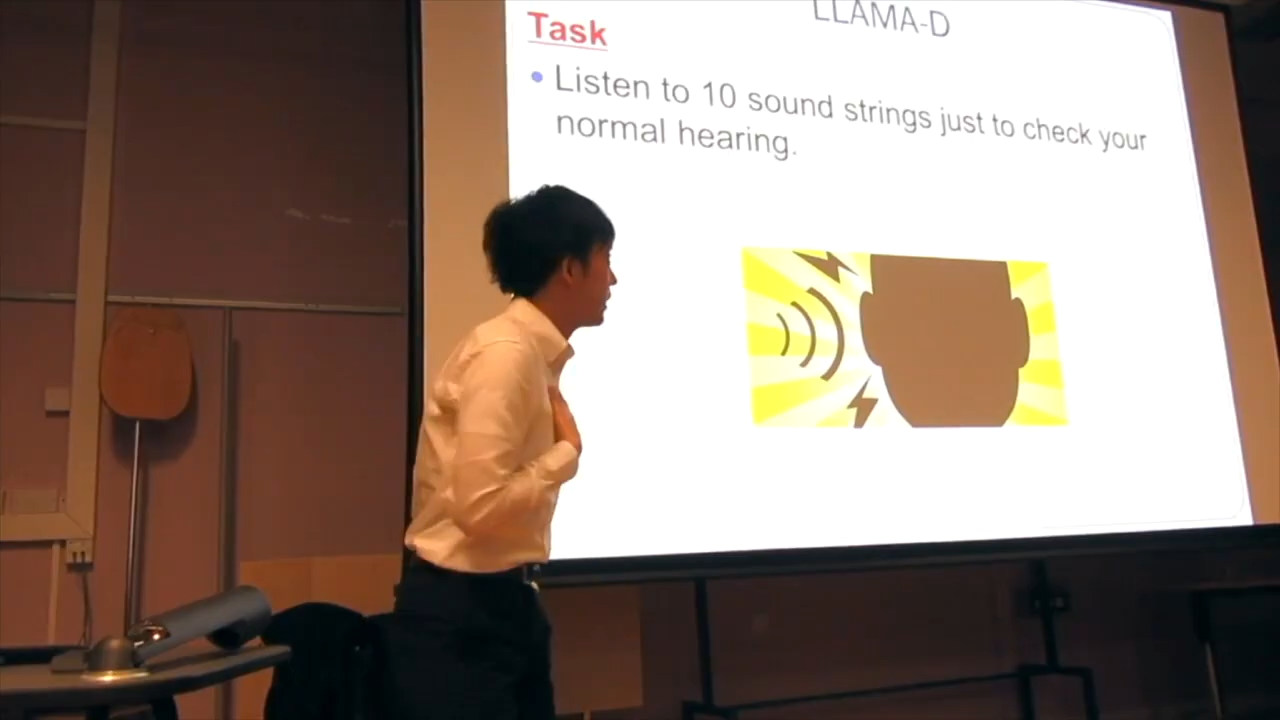 LLAMA-D
Task
• Listen to 10 sound strings just to check your
normal hearing.